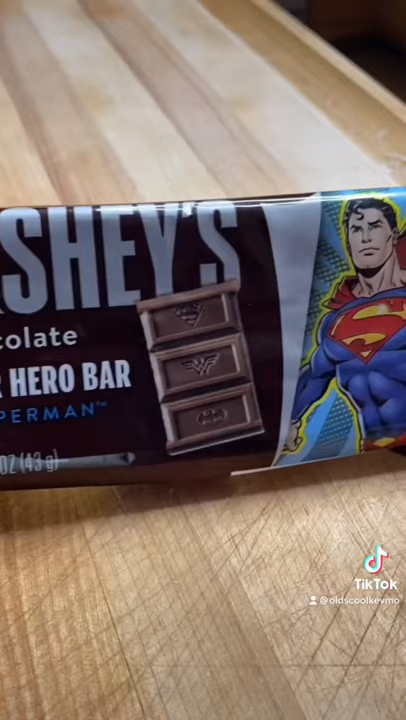 SHEY'S
colate
R HERO BAR
PERMAN™
OZ (43 g)
TikTok
@oldscoolkevmo